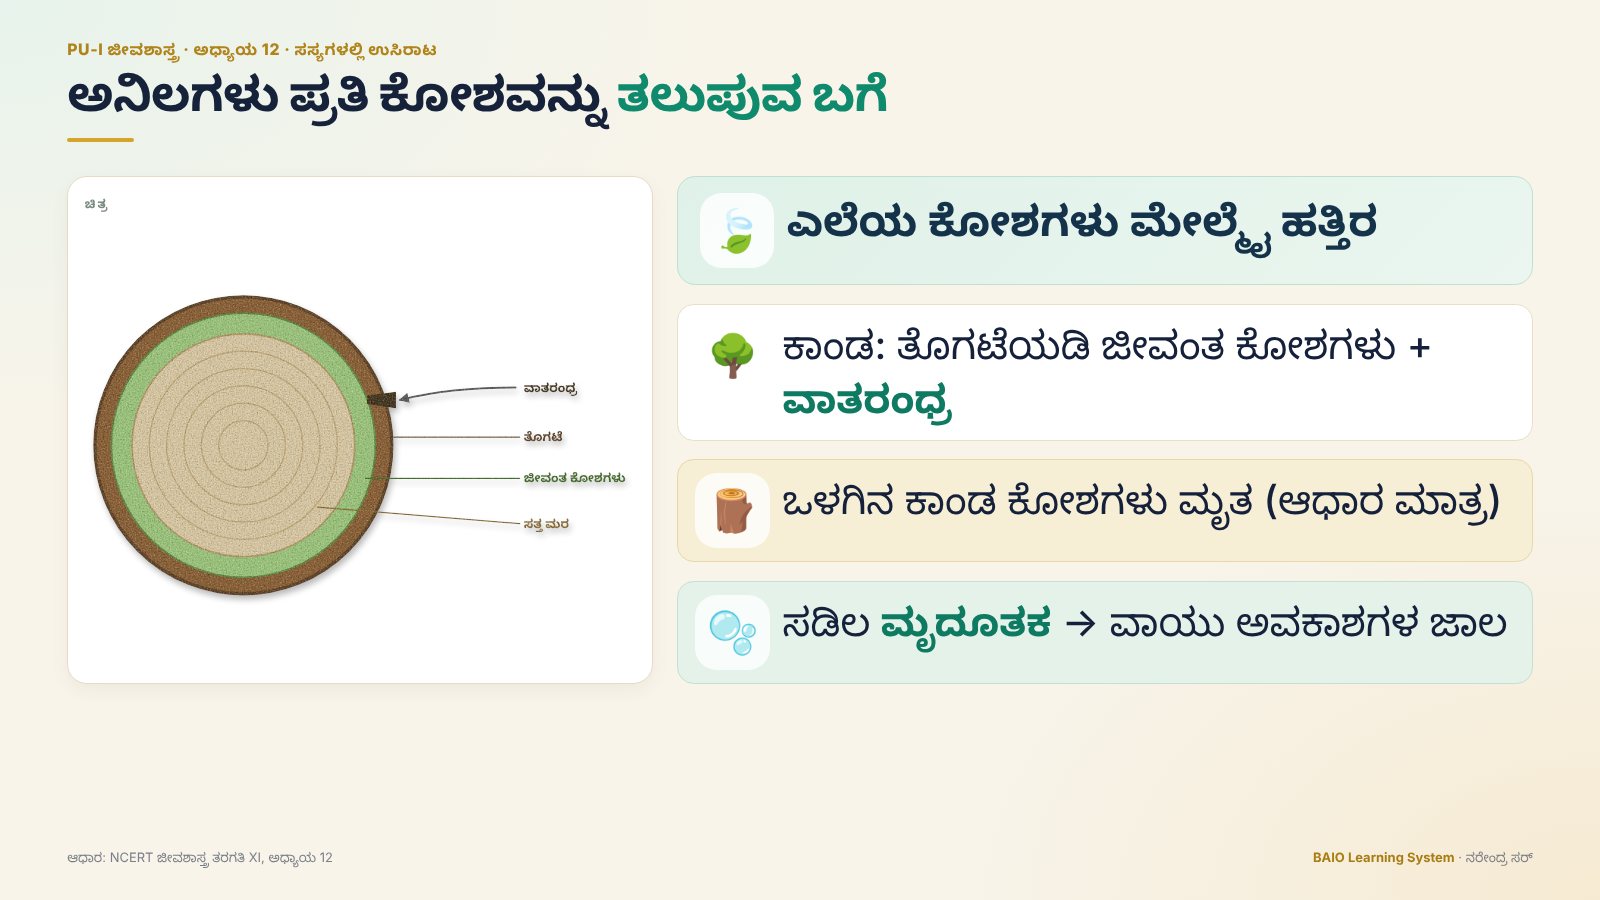 PU-I ಜೀವಶಾಸ್ತ್ರ · ಅಧ್ಯಾಯ 12 · ಸಸ್ಯಗಳಲ್ಲಿ ಉಸಿರಾಟ
ಅನಿಲಗಳು ಪ್ರತಿ ಕೋಶವನ್ನು ತಲುಪುವ ಬಗೆ
ಚಿತ್ರ
ವಾತರಂಧ್ರ
ತೊಗಟೆ
ಜೀವಂತ ಕೋಶಗಳು
ಸತ್ತ ಮರ
ಎಲೆಯ ಕೋಶಗಳು ಮೇಲ್ಮೈ ಹತ್ತಿರ
ಕಾಂಡ: ತೊಗಟೆಯಡಿ ಜೀವಂತ ಕೋಶಗಳು +
ವಾತರಂಧ್ರ
ಒಳಗಿನ ಕಾಂಡ ಕೋಶಗಳು ಮೃತ (ಆಧಾರ ಮಾತ್ರ)
ಸಡಿಲ ಮೃದೂತಕ → ವಾಯು ಅವಕಾಶಗಳ ಜಾಲ
ಆಧಾರ: NCERT ಜೀವಶಾಸ್ತ್ರ ತರಗತಿ XI, ಅಧ್ಯಾಯ 12
BAIO Learning System · ನರೇಂದ್ರ ಸರ್